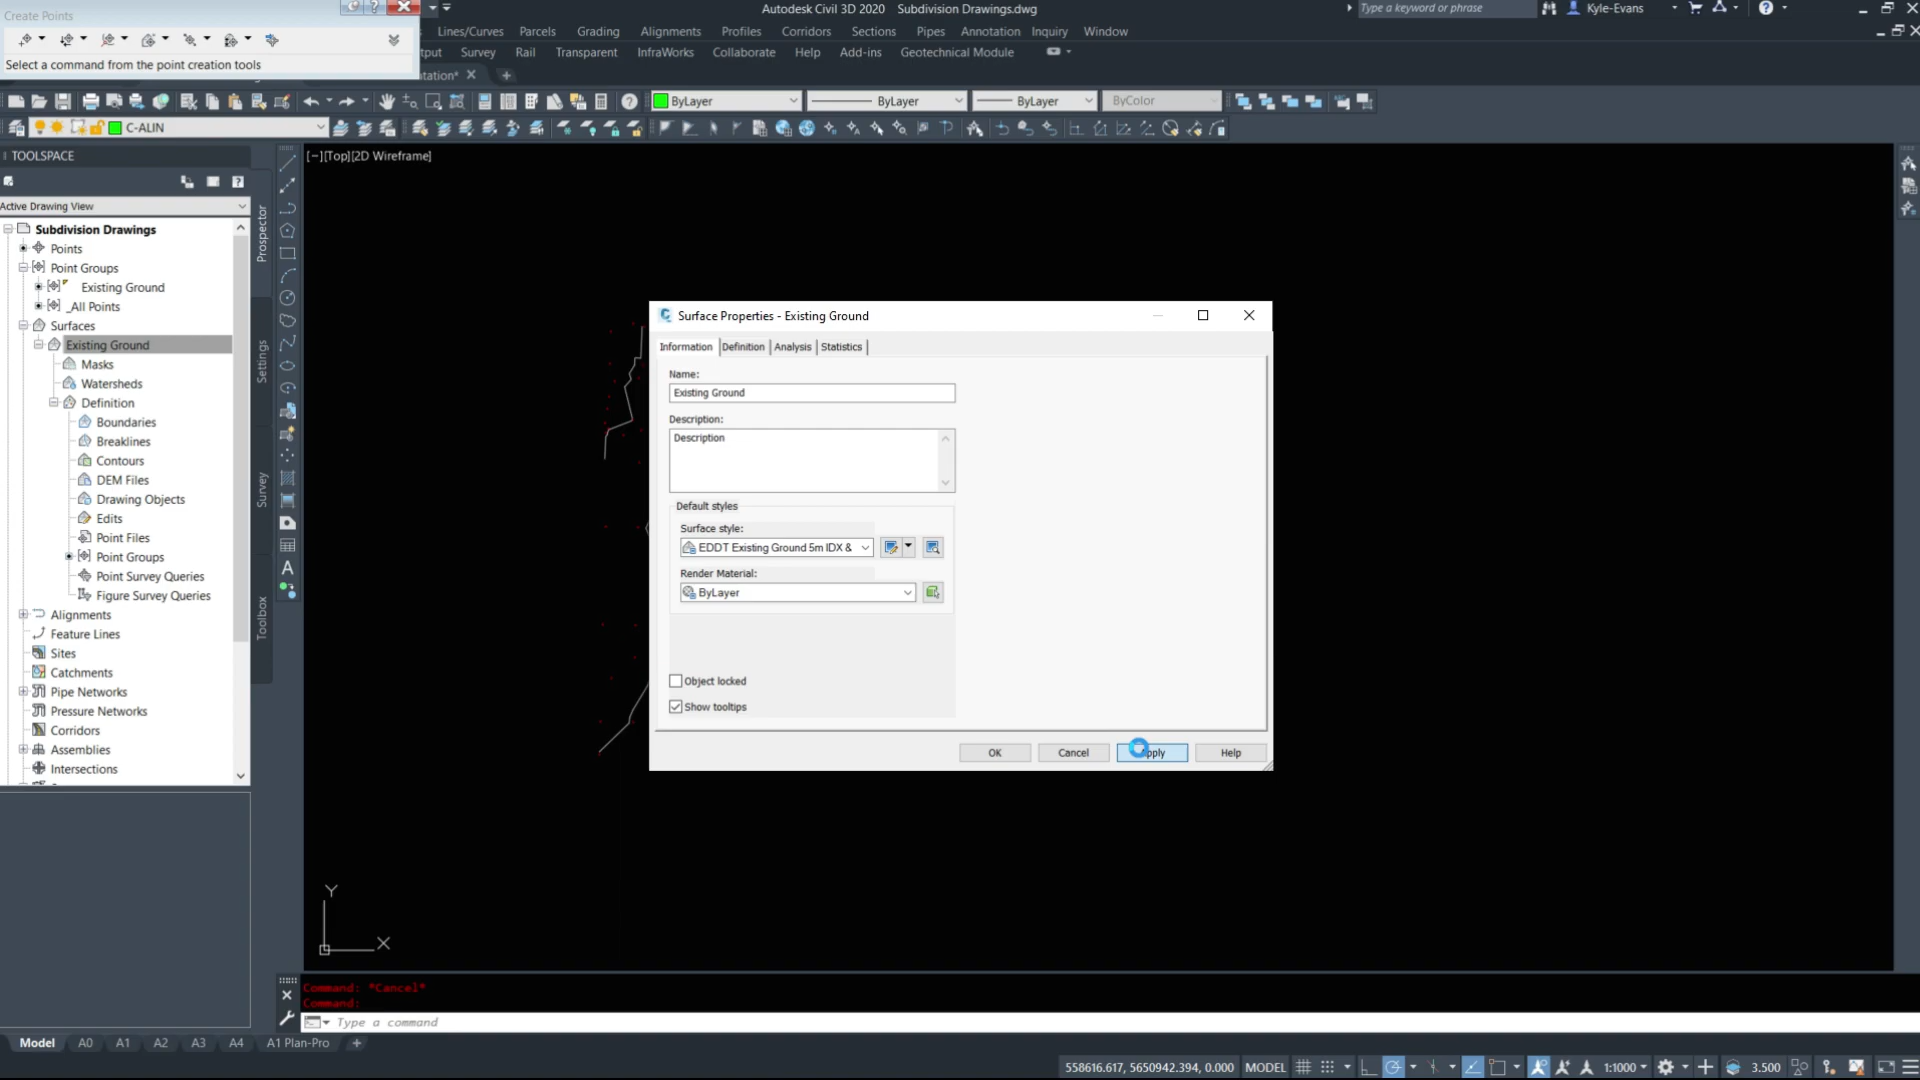 Create Points
Autodesk Civil 3D 2020 Subdivision Drawings.dwg
Type a keyword or phrase
Kyle-Evans
Lines/Curves Parcels Grading Alignments Profiles Corridors Sections Pipes Annotation Inquiry Window
Select a command from the point creation tools
tput Survey Rail Transparent InfraWorks Collaborate Help Add-ins Geotechnical Module
tation*
ByLayer ByLayer ByLayer ByColor
C-ALIN
TOOLSPACE
[−][Top][2D Wireframe]
Active Drawing View
Subdivision Drawings
Points
Point Groups
Existing Ground
_All Points
Surfaces
Existing Ground
Masks
Watersheds
Definition
Boundaries
Breaklines
Contours
DEM Files
Drawing Objects
Edits
Point Files
Point Groups
Point Survey Queries
Figure Survey Queries
Alignments
Feature Lines
Sites
Catchments
Pipe Networks
Pressure Networks
Corridors
Assemblies
Intersections
Prospector
Settings
Survey
Toolbox
Surface Properties - Existing Ground
Information Definition Analysis Statistics
Name:
Existing Ground
Description:
Description
Default styles
Surface style:
EDDT Existing Ground 5m IDX &
Render Material:
ByLayer
Object locked
Show tooltips
OK Cancel Apply Help
Y
X
Command: *Cancel*
Command:
Type a command
Model A0 A1 A2 A3 A4 A1 Plan-Pro +
558616.617, 5650942.394, 0.000 MODEL 1:1000 3.500